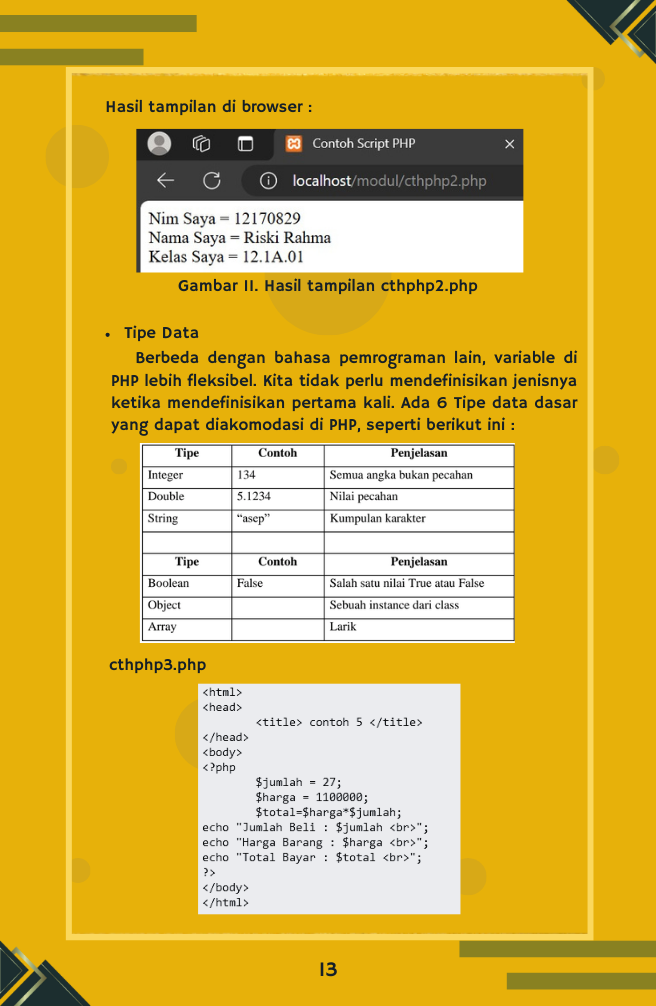 Hasil tampilan di browser :
Contoh Script PHP
localhost/modul/cthphp2.php
Nim Saya = 12170829
Nama Saya = Riski Rahma
Kelas Saya = 12.1A.01
Gambar II. Hasil tampilan cthphp2.php
• Tipe Data
Berbeda dengan bahasa pemrograman lain, variable di
PHP lebih fleksibel. Kita tidak perlu mendefinisikan jenisnya
ketika mendefinisikan pertama kali. Ada 6 Tipe data dasar
yang dapat diakomodasi di PHP, seperti berikut ini :
Tipe Contoh Penjelasan
Integer 134 Semua angka bukan pecahan
Double 5.1234 Nilai pecahan
String “asep” Kumpulan karakter
Tipe Contoh Penjelasan
Boolean False Salah satu nilai True atau False
Object Sebuah instance dari class
Array Larik
cthphp3.php
<html>
<head>
<title> contoh 5 </title>
</head>
<body>
<?php
$jumlah = 27;
$harga = 1100000;
$total=$harga*$jumlah;
echo "Jumlah Beli : $jumlah <br>";
echo "Harga Barang : $harga <br>";
echo "Total Bayar : $total <br>";
?>
</body>
</html>
13